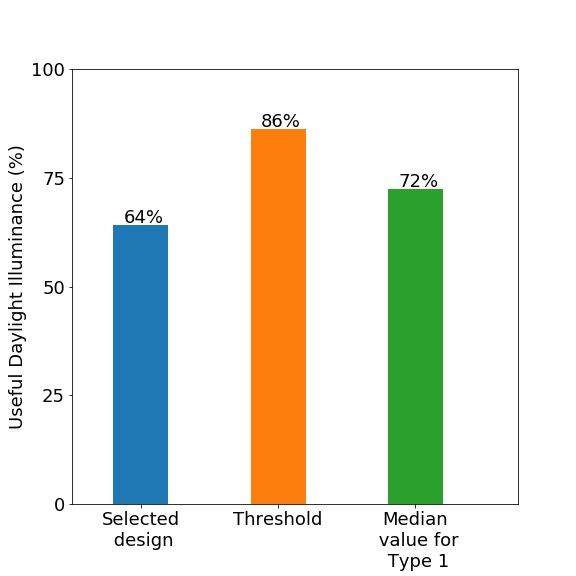 Useful Daylight Illuminance (%)
100
75
50
25
0
64%
86%
72%
Selected
design
Threshold
Median
value for
Type 1